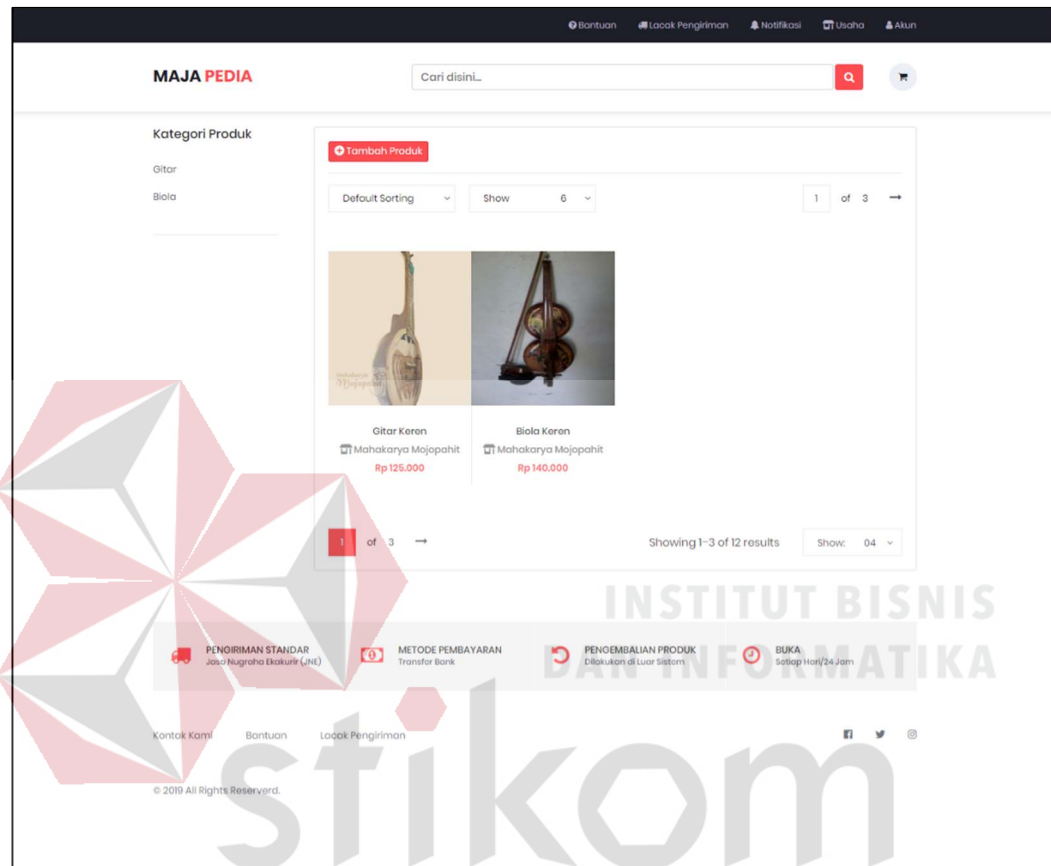 Bantuan Lacak Pengiriman Notifikasi Usaha Akun
MAJA PEDIA
Cari disini...
Kategori Produk
Gitar
Biola
Tambah Produk
Default Sorting Show 6 1 of 3 →
Mahakarya
Mojopahit
Gitar Keren
Mahakarya Mojopahit
Rp 125.000
Biola Keren
Mahakarya Mojopahit
Rp 140.000
1 of 3 →
Showing 1–3 of 12 results Show: 04
INSTITUT BISNIS
DAN INFORMATIKA
PENGIRIMAN STANDAR
Jasa Nugraha Ekakurir (JNE)
METODE PEMBAYARAN
Transfer Bank
PENGEMBALIAN PRODUK
Dilakukan di Luar Sistem
BUKA
Setiap Hari/24 Jam
Kontak Kami Bantuan Lacak Pengiriman
stikom
© 2019 All Rights Reserverd.